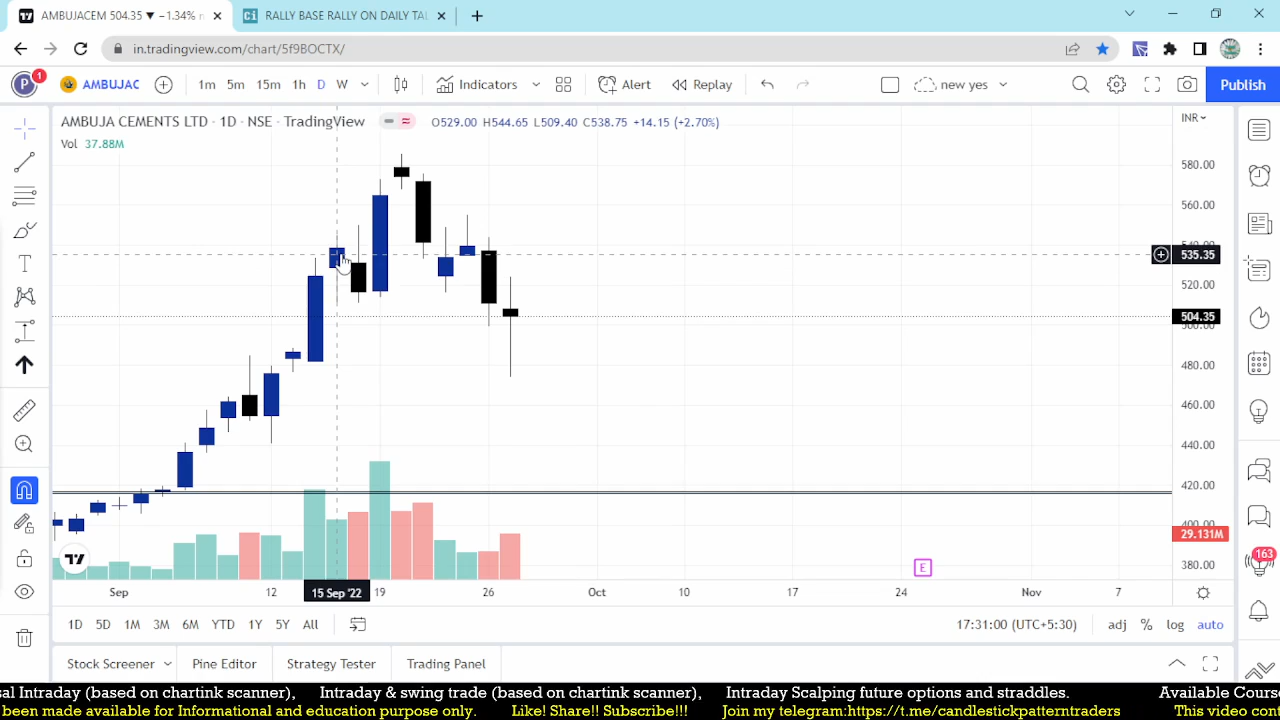 AMBUJACEM 504.35 ▼ −1.34%
RALLY BASE RALLY ON DAILY TAI
in.tradingview.com/chart/5f9BOCTX/
P 1 AMBUJAC 1m 5m 15m 1h D W Indicators Alert Replay new yes Publish
AMBUJA CEMENTS LTD · 1D · NSE · TradingView O529.00 H544.65 L509.40 C538.75 +14.15 (+2.70%)
INR
Vol 37.88M
580.00
560.00
540.00
535.35
520.00
504.35
500.00
480.00
460.00
440.00
420.00
400.00
29.131M
380.00
E
163
Sep 12 15 Sep '22 19 26 Oct 10 17 24 Nov 7
1D 5D 1M 3M 6M YTD 1Y 5Y All 17:31:00 (UTC+5:30) adj % log auto
Stock Screener Pine Editor Strategy Tester Trading Panel
sal Intraday (based on chartink scanner), Intraday & swing trade (based on chartink scanner), Intraday Scalping future options and straddles. Available Course
been made available for Informational and education purpose only. Like! Share!! Subscribe!!! Join my telegram:https://t.me/candlestickpatterntraders This video con